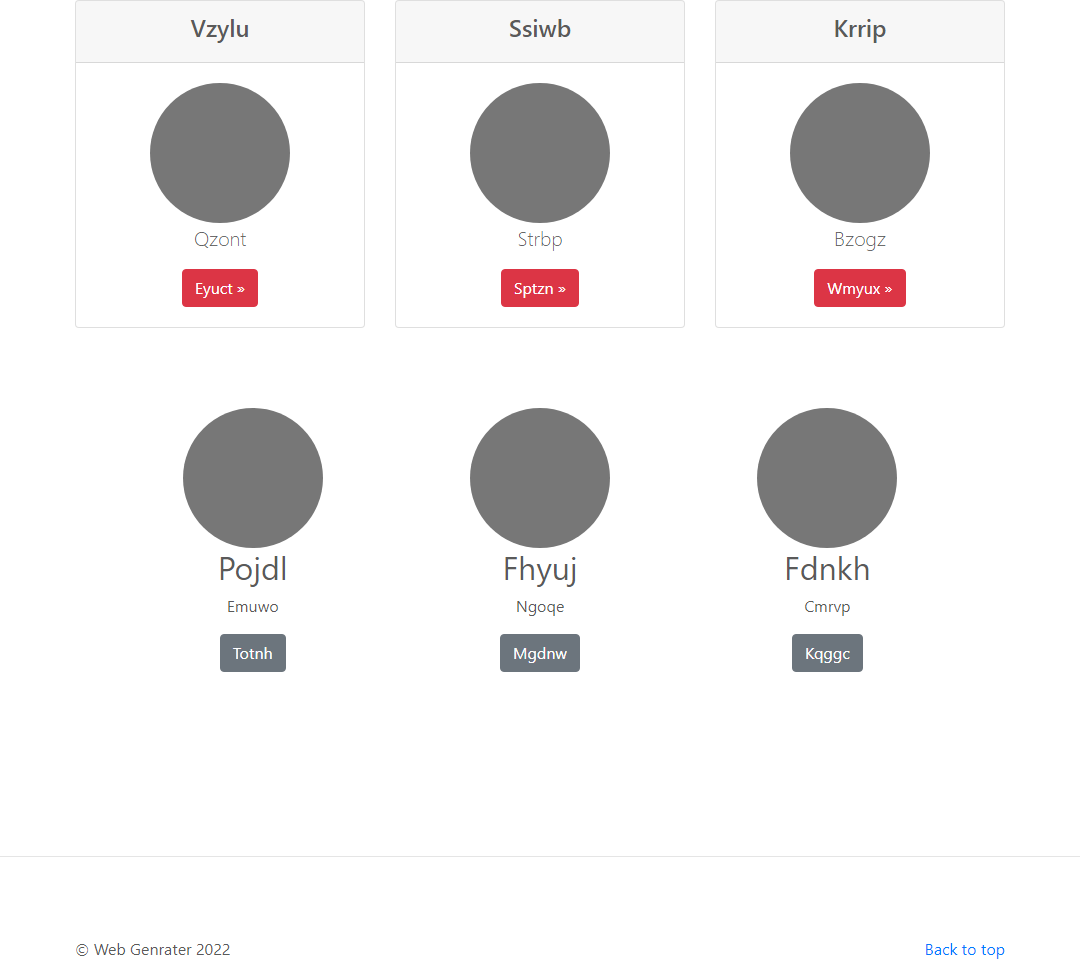 Vzylu
Ssiwb
Krrip
Qzont
Strbp
Bzogz
Eyuct »
Sptzn »
Wmyux »
Pojdl
Fhyuj
Fdnkh
Emuwo
Ngoqe
Cmrvp
Totnh
Mgdnw
Kqggc
© Web Genrater 2022
Back to top